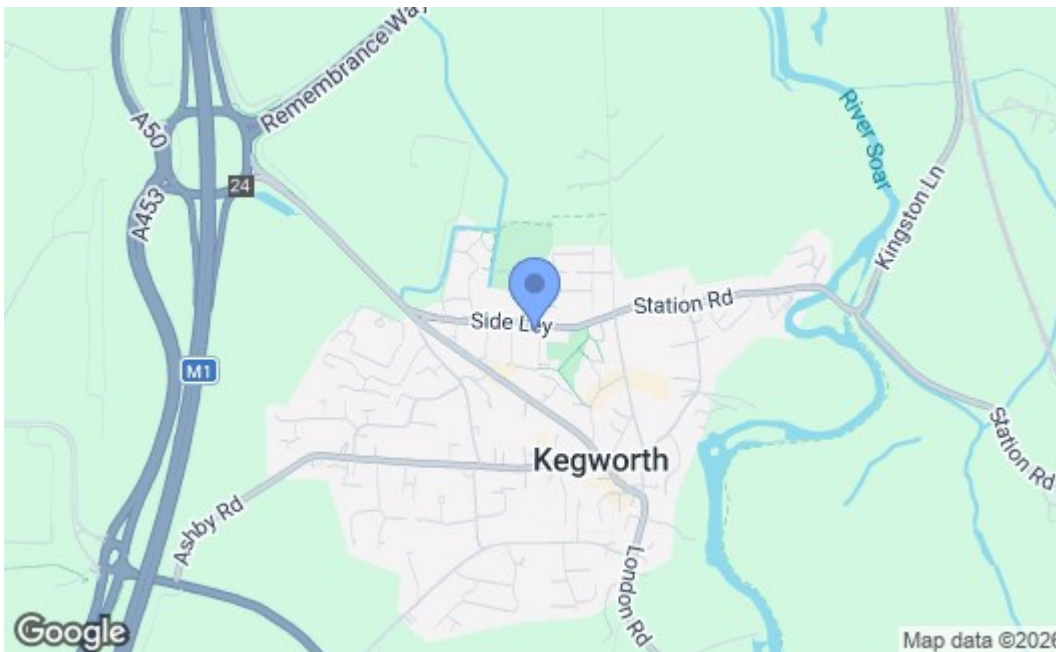 Remembrance Way
A50
River Soar
24
A453
Kingston Ln
Station Rd
Side Ley
M1
Station Rd
Kegworth
Ashby Rd
London Rd
Google
Map data ©2026